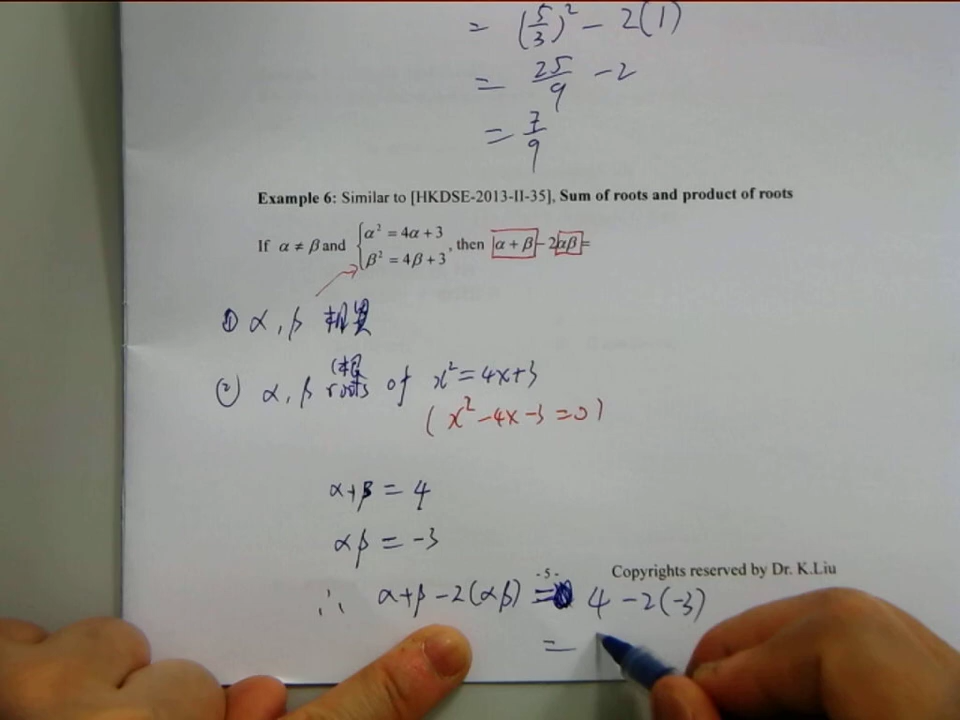 = (5/3)² - 2(1)
= 25/9 - 2
= 7/9
Example 6: Similar to [HKDSE-2013-II-35], Sum of roots and product of roots
If α ≠ β and {α² = 4α + 3, then α + β - 2αβ =
β² = 4β + 3
① α, β 相異
(根
② α, β roots of x² = 4x+3
(x² - 4x - 3 = 0)
α+β = 4
αβ = -3
- 5 -
Copyrights reserved by Dr. K.Liu
∴ α+β - 2(αβ) = 4 - 2(-3)
=